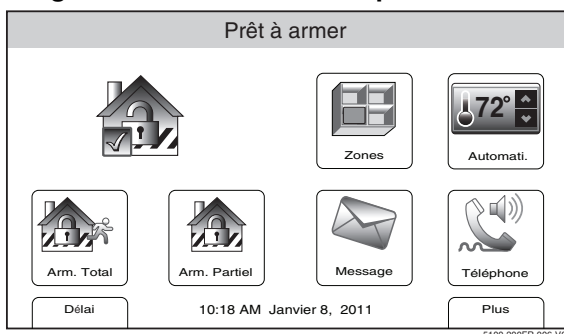 Prêt à armer
72°
Zones
Automati.
Arm. Total
Arm. Partiel
Message
Téléphone
Délai
10:18 AM Janvier 8, 2011
Plus